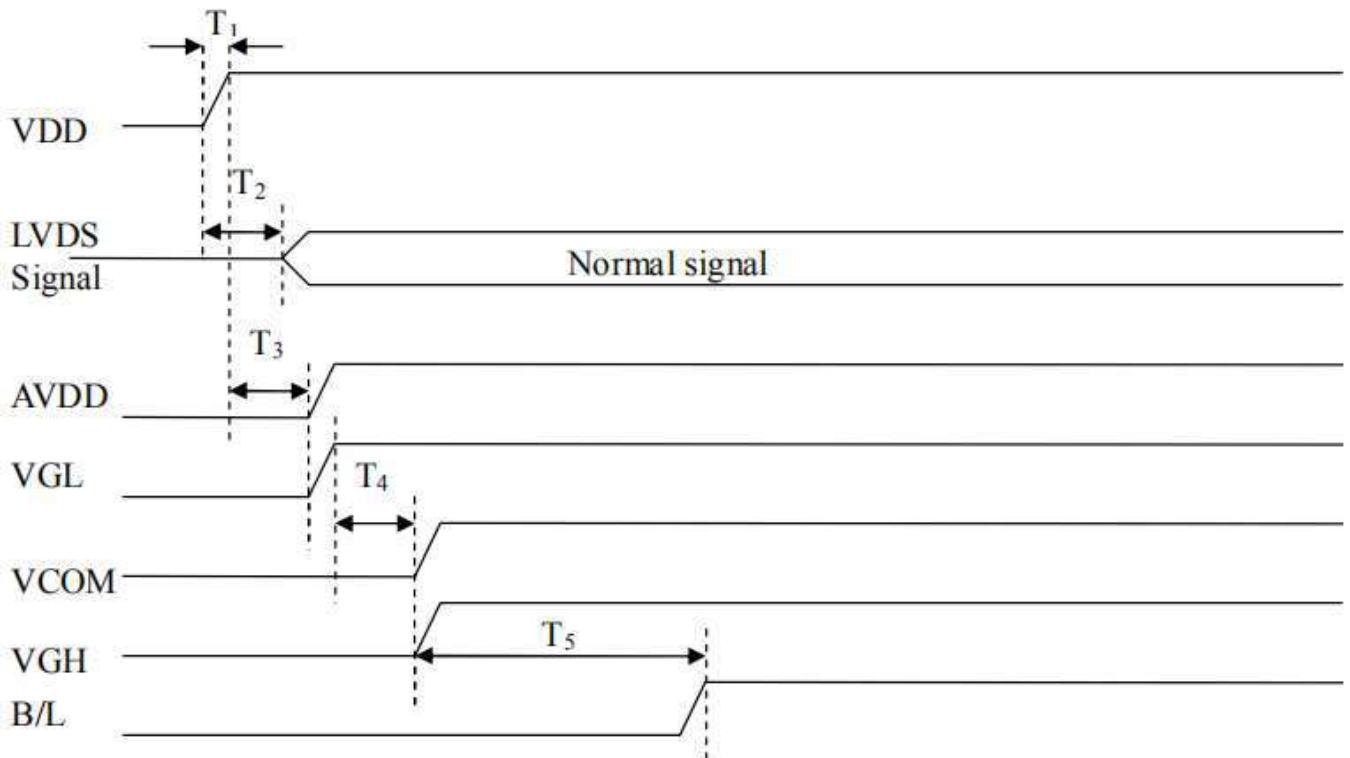 T₁
VDD
T₂
LVDS
Signal
Normal signal
T₃
AVDD
VGL
T₄
VCOM
T₅
VGH
B/L